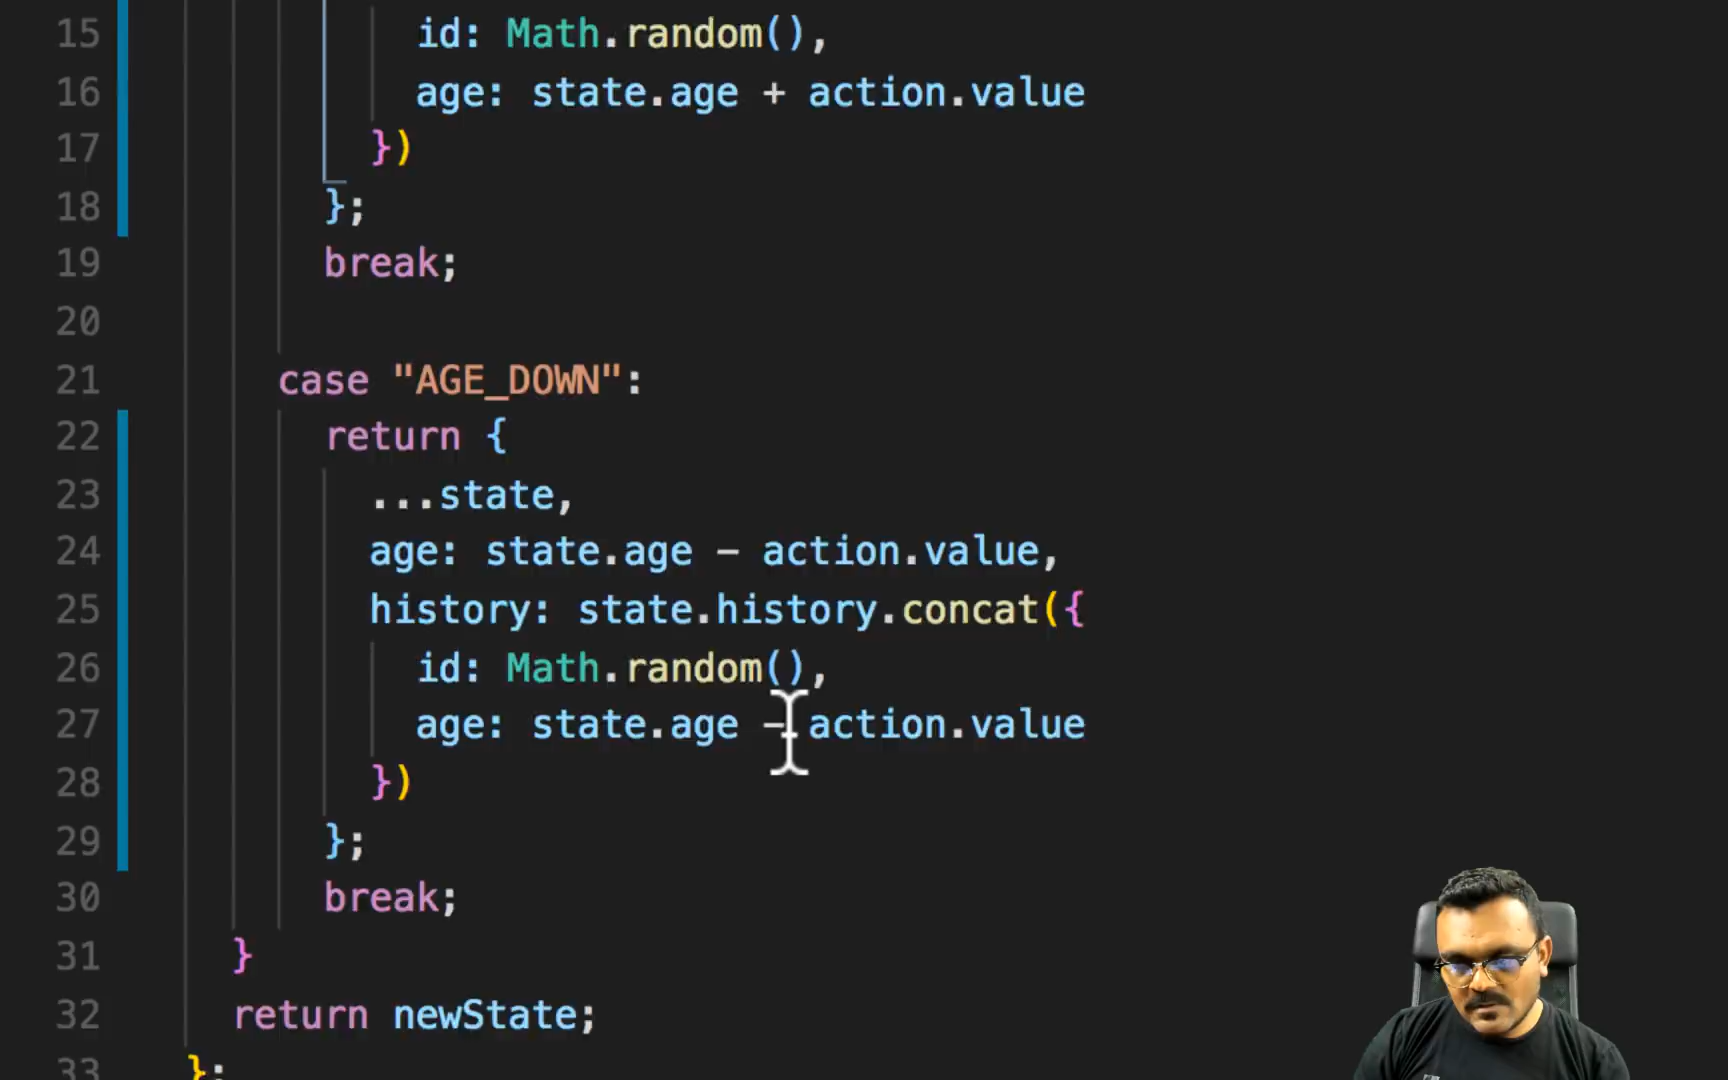 15 id: Math.random(),
16 age: state.age + action.value
17 })
18 };
19 break;
20
21 case "AGE_DOWN":
22 return {
23 ...state,
24 age: state.age - action.value,
25 history: state.history.concat({
26 id: Math.random(),
27 age: state.age - action.value
28 })
29 };
30 break;
31 }
32 return newState;
33 };